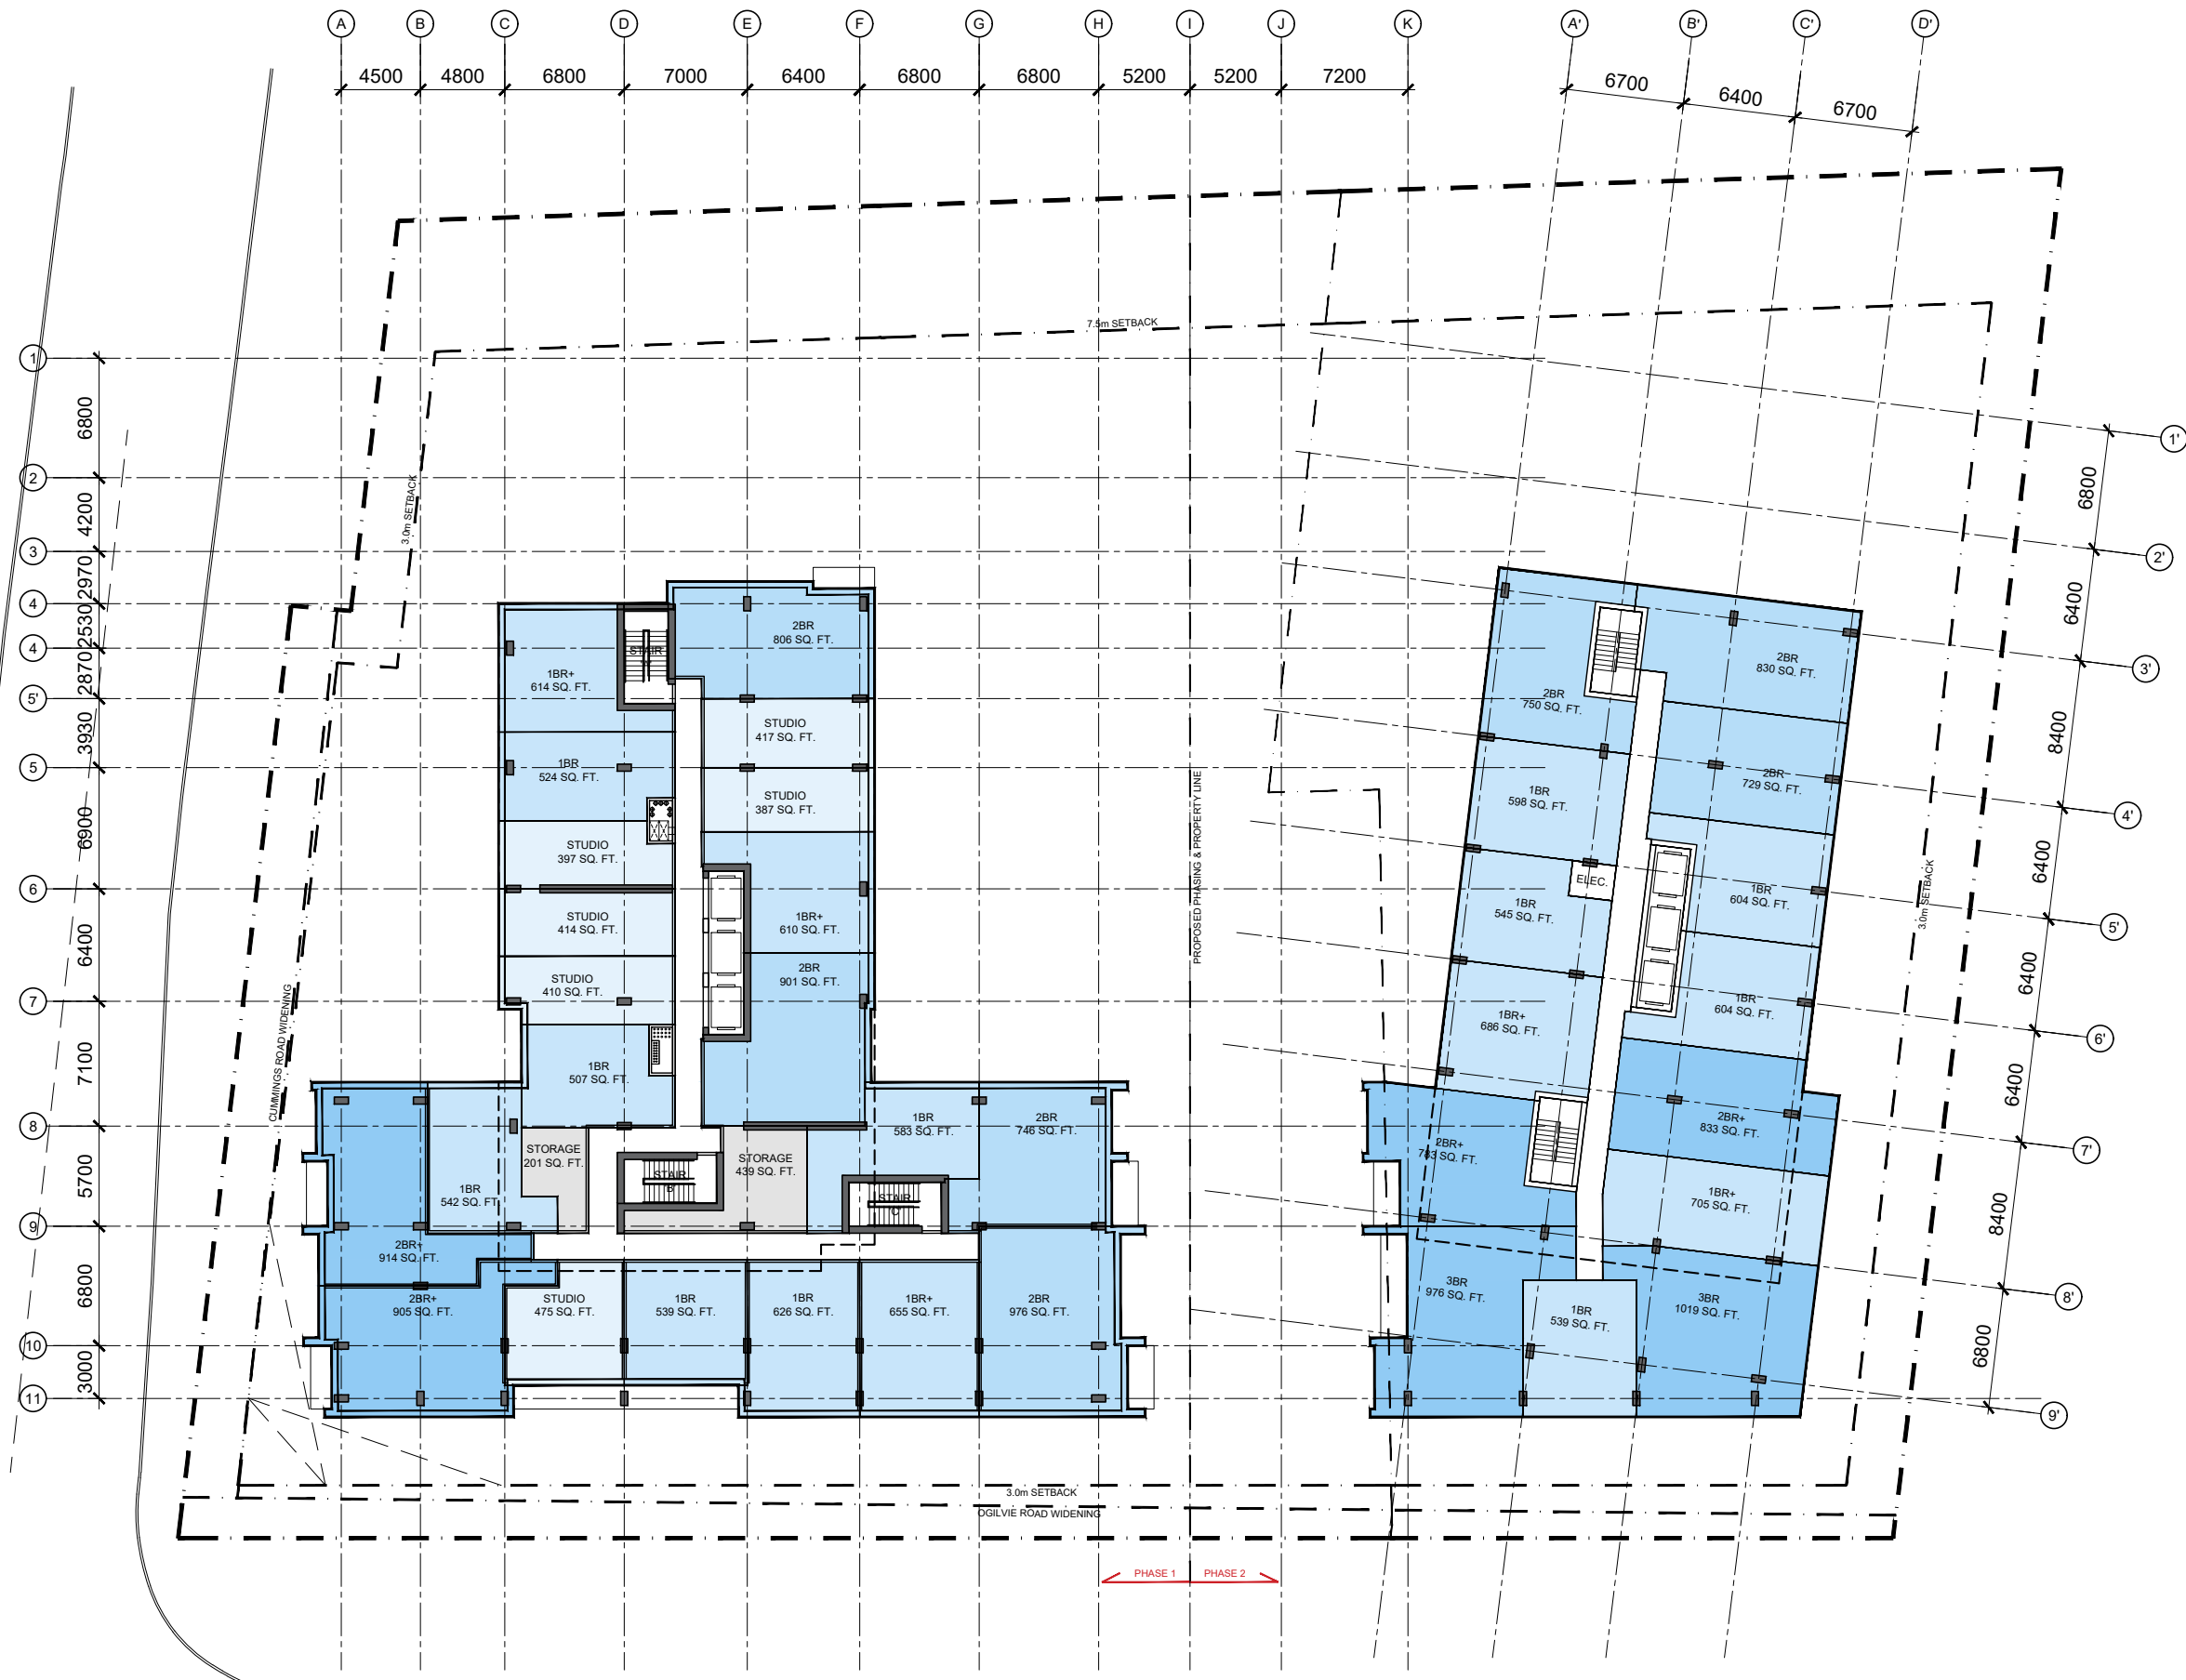 A B C D E F G H I J K A' B' C' D'
4500 4800 6800 7000 6400 6800 6800 5200 5200 7200
6700 6400 6700
7.5m SETBACK
3.0m SETBACK
1
6800
2
4200
3
2970
4
2530
4
2870
5'
3930
5
6900
6
6400
7
7100
8
5700
9
6800
10
3000
11
1'
6800
2'
6400
3'
8400
4'
6400
5'
6400
6'
6400
7'
8400
8'
6800
9'
CUMMINGS ROAD WIDENING
PROPOSED PHASING & PROPERTY LINE
3.0m SETBACK
2BR
806 SQ. FT.
STAIR
1BR+
614 SQ. FT.
STUDIO
417 SQ. FT.
1BR
524 SQ. FT.
STUDIO
387 SQ. FT.
STUDIO
397 SQ. FT.
STUDIO
414 SQ. FT.
1BR+
610 SQ. FT.
STUDIO
410 SQ. FT.
2BR
901 SQ. FT.
1BR
507 SQ. FT.
1BR
583 SQ. FT.
2BR
746 SQ. FT.
STORAGE
201 SQ. FT.
STORAGE
439 SQ. FT.
STAIR
'B'
STAIR
'C'
1BR
542 SQ. FT.
2BR+
914 SQ. FT.
2BR+
905 SQ. FT.
STUDIO
475 SQ. FT.
1BR
539 SQ. FT.
1BR
626 SQ. FT.
1BR+
655 SQ. FT.
2BR
976 SQ. FT.
2BR
830 SQ. FT.
2BR
750 SQ. FT.
2BR
729 SQ. FT.
1BR
598 SQ. FT.
ELEC.
1BR
604 SQ. FT.
1BR
545 SQ. FT.
1BR
604 SQ. FT.
1BR+
686 SQ. FT.
2BR+
833 SQ. FT.
2BR+
783 SQ. FT.
1BR+
705 SQ. FT.
3BR
976 SQ. FT.
1BR
539 SQ. FT.
3BR
1019 SQ. FT.
3.0m SETBACK
OGILVIE ROAD WIDENING
PHASE 1 PHASE 2